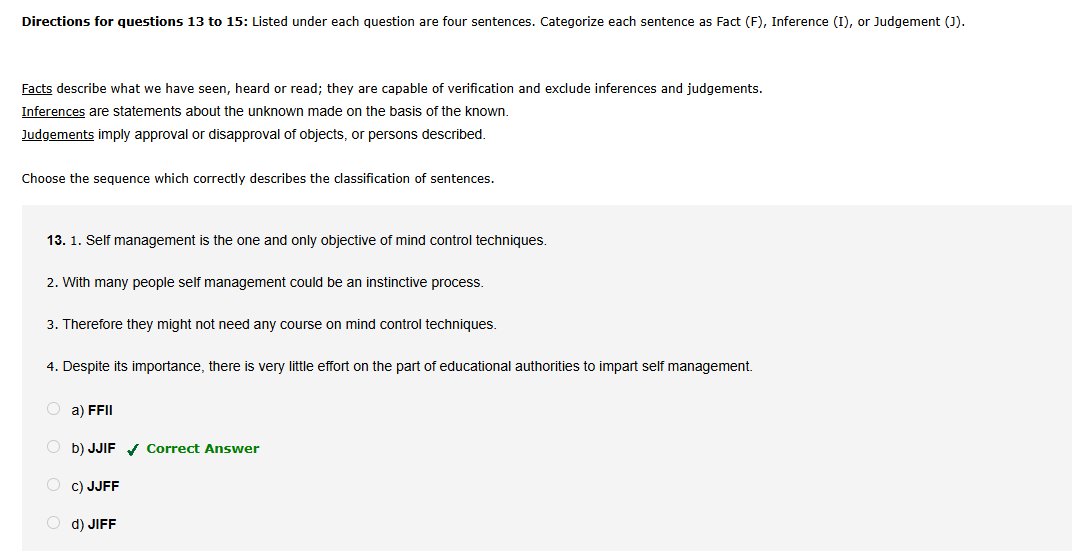 Directions for questions 13 to 15: Listed under each question are four sentences. Categorize each sentence as Fact (F), Inference (I), or Judgement (J).
Facts describe what we have seen, heard or read; they are capable of verification and exclude inferences and judgements.
Inferences are statements about the unknown made on the basis of the known.
Judgements imply approval or disapproval of objects, or persons described.
Choose the sequence which correctly describes the classification of sentences.
13. 1. Self management is the one and only objective of mind control techniques.
2. With many people self management could be an instinctive process.
3. Therefore they might not need any course on mind control techniques.
4. Despite its importance, there is very little effort on the part of educational authorities to impart self management.
a) FFII
b) JJIF ✓ Correct Answer
c) JJFF
d) JIFF